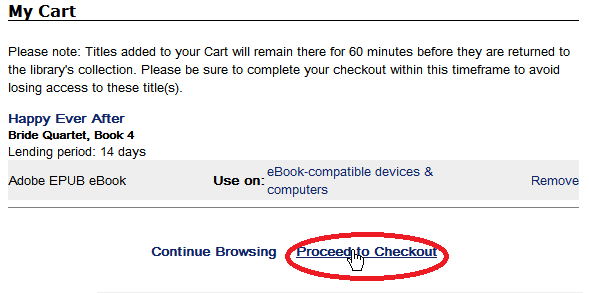 My Cart
Please note: Titles added to your Cart will remain there for 60 minutes before they are returned to
the library's collection. Please be sure to complete your checkout within this timeframe to avoid
losing access to these title(s).
Happy Ever After
Bride Quartet, Book 4
Lending period: 14 days
Adobe EPUB eBook Use on: eBook-compatible devices &
computers Remove
Continue Browsing Proceed to Checkout